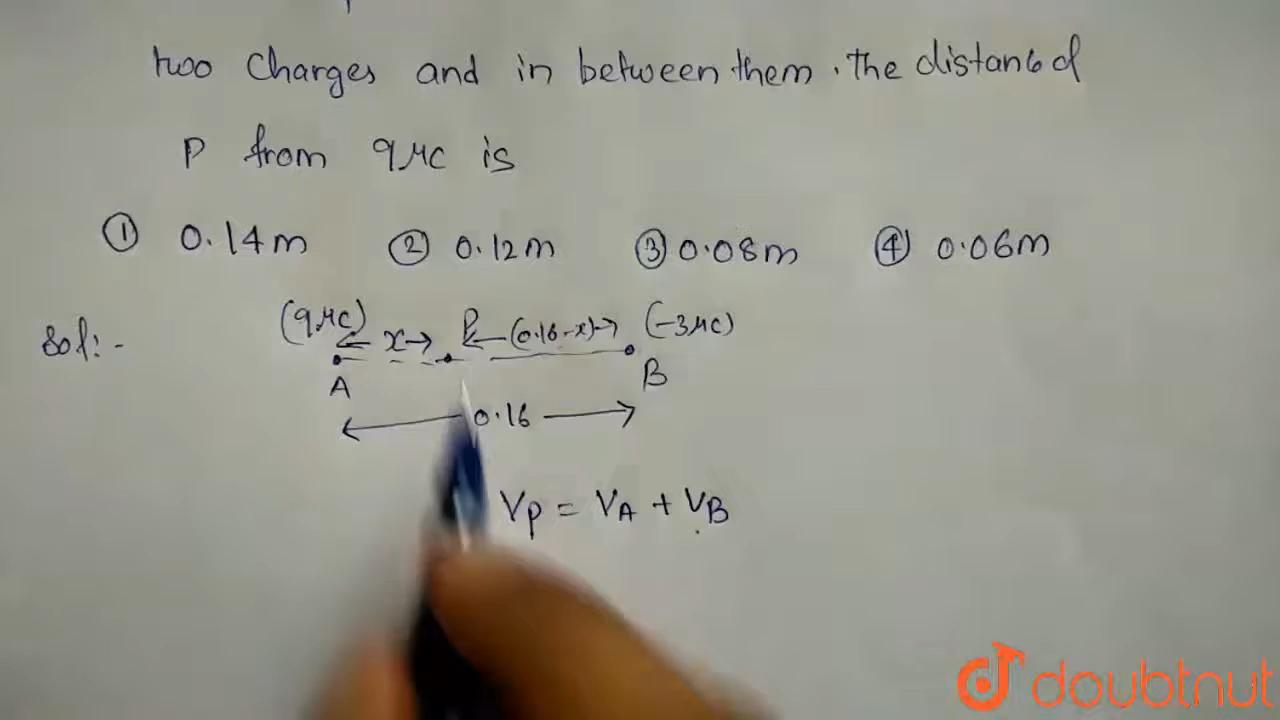 two charges and in between them. The distance of
P from 9μC is
① 0.14m ② 0.12m ③ 0.08m ④ 0.06m
Sol:-
(9μC) ← x → P ←(0.16-x)→ (-3μC)
A B
← 0.16 →
Vp = VA + VB
doubtnut